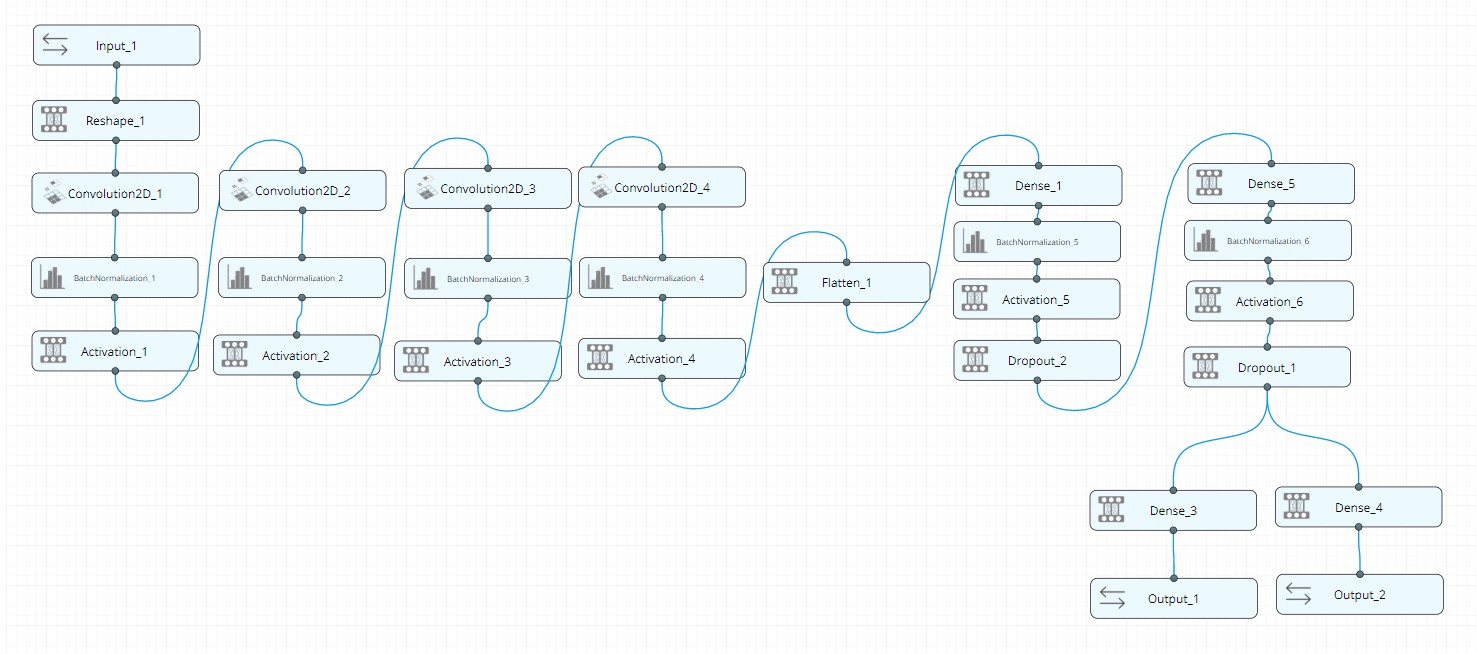 Input_1
Reshape_1
Convolution2D_1
BatchNormalization_1
Activation_1
Convolution2D_2
BatchNormalization_2
Activation_2
Convolution2D_3
BatchNormalization_3
Activation_3
Convolution2D_4
BatchNormalization_4
Activation_4
Flatten_1
Dense_1
BatchNormalization_5
Activation_5
Dropout_2
Dense_5
BatchNormalization_6
Activation_6
Dropout_1
Dense_3
Output_1
Dense_4
Output_2